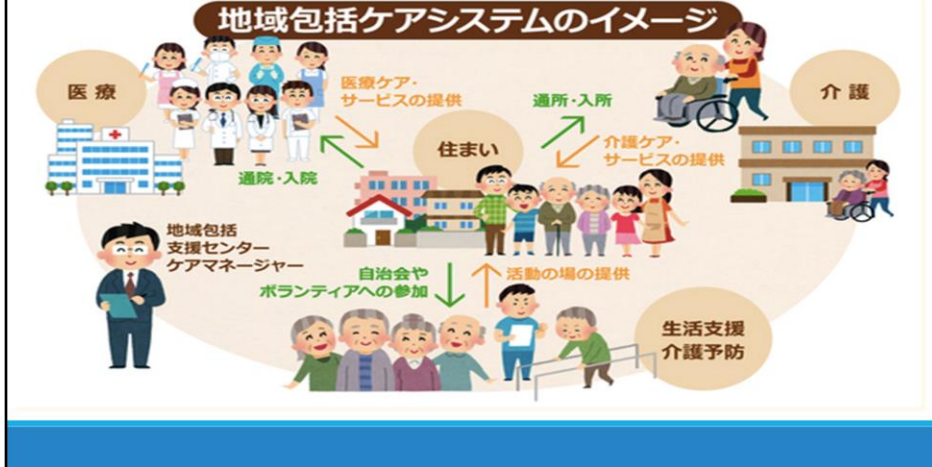 地域包括ケアシステムのイメージ
医療
医療ケア・
サービスの提供
通院・入院
住まい
通所・入所
介護ケア・
サービスの提供
介護
地域包括
支援センター
ケアマネージャー
自治会や
ボランティアへの参加
活動の場の提供
生活支援
介護予防